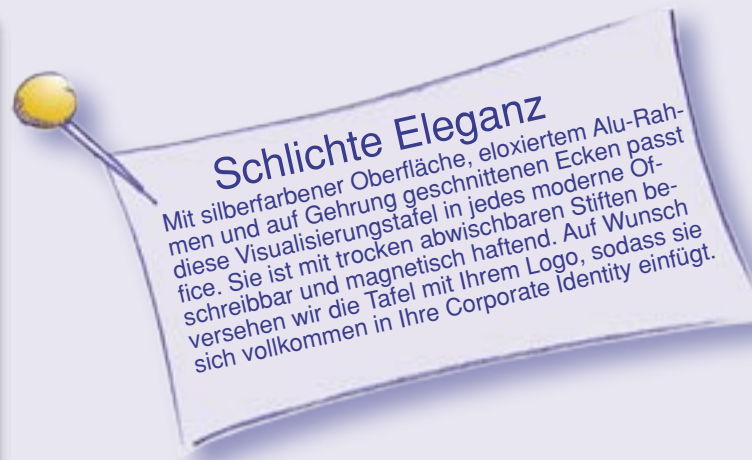 Schlichte Eleganz
Mit silberfarbener Oberfläche, eloxiertem Alu-Rah-
men und auf Gehrung geschnittenen Ecken passt
diese Visualisierungstafel in jedes moderne Of-
fice. Sie ist mit trocken abwischbaren Stiften be-
schreibbar und magnetisch haftend. Auf Wunsch
versehen wir die Tafel mit Ihrem Logo, sodass sie
sich vollkommen in Ihre Corporate Identity einfügt.